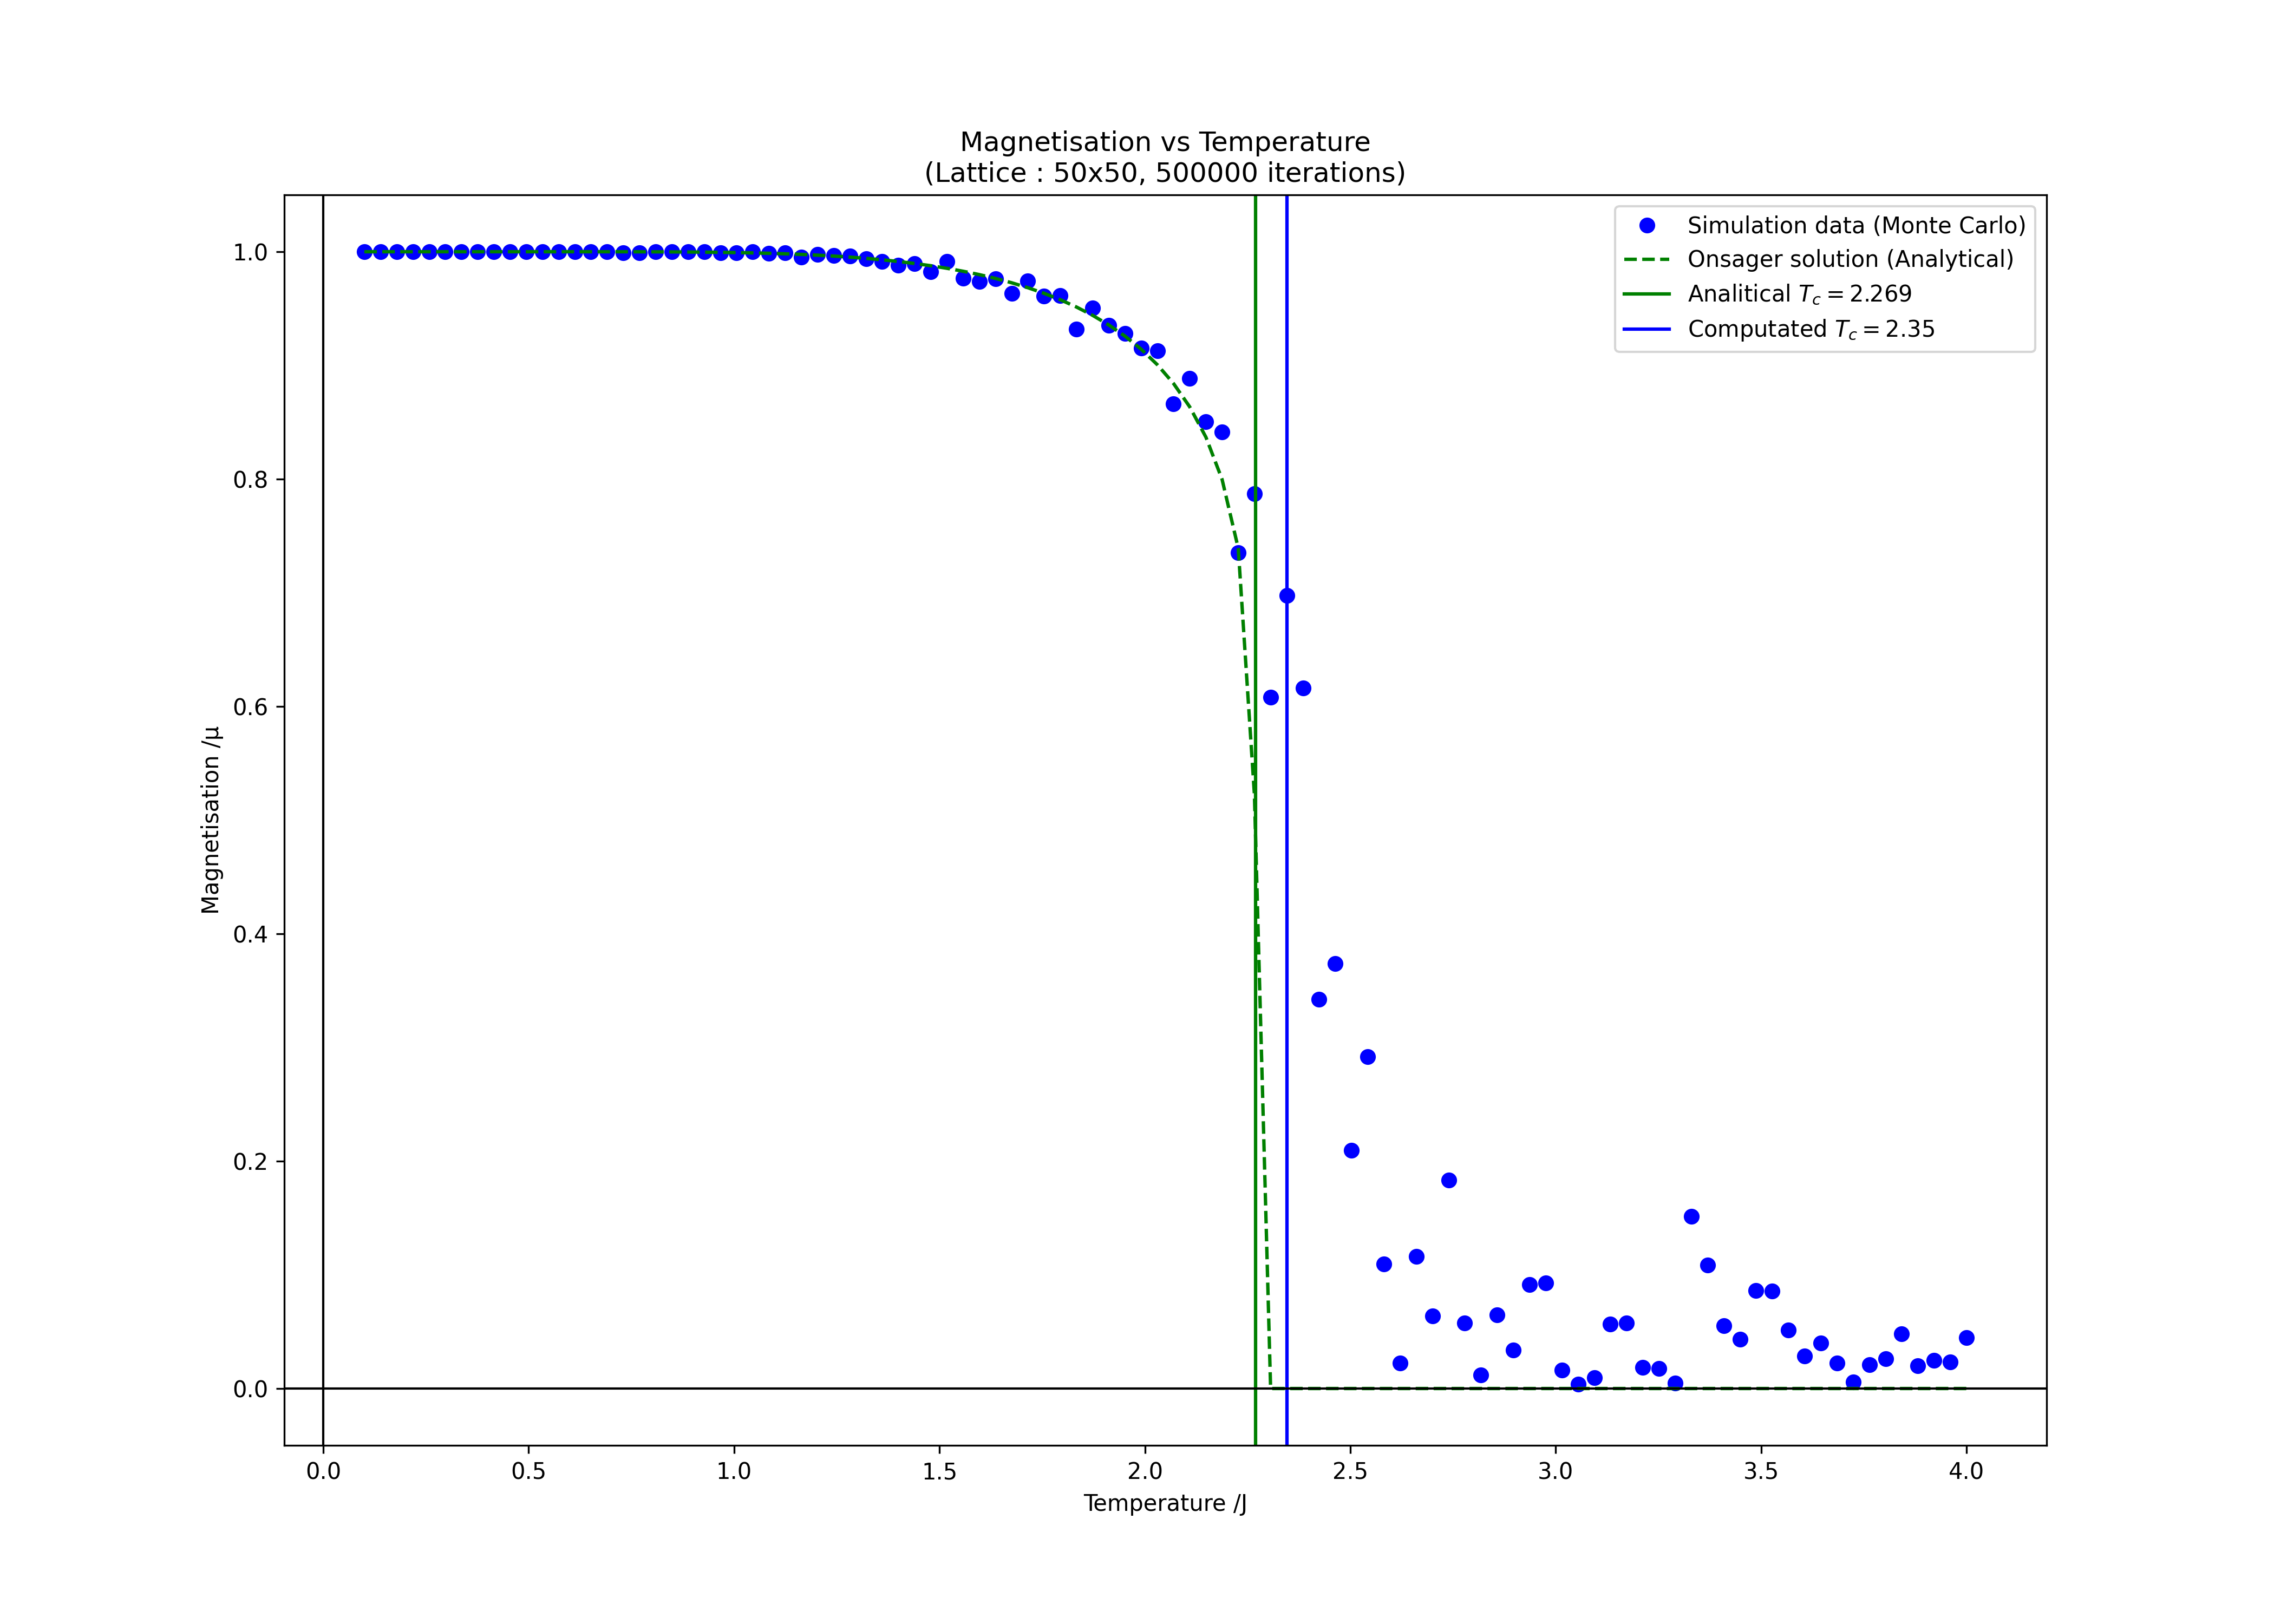 Magnetisation vs Temperature
(Lattice : 50x50, 500000 iterations)
Simulation data (Monte Carlo)
Onsager solution (Analytical)
Analitical T_c = 2.269
Computated T_c = 2.35
Magnetisation /μ
1.0
0.8
0.6
0.4
0.2
0.0
0.0 0.5 1.0 1.5 2.0 2.5 3.0 3.5 4.0
Temperature /J